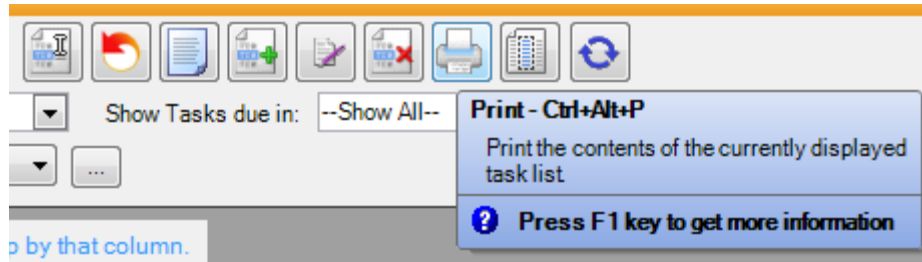 Show Tasks due in: --Show All--
Print - Ctrl+Alt+P
Print the contents of the currently displayed
task list.
...
Press F1 key to get more information
by that column.